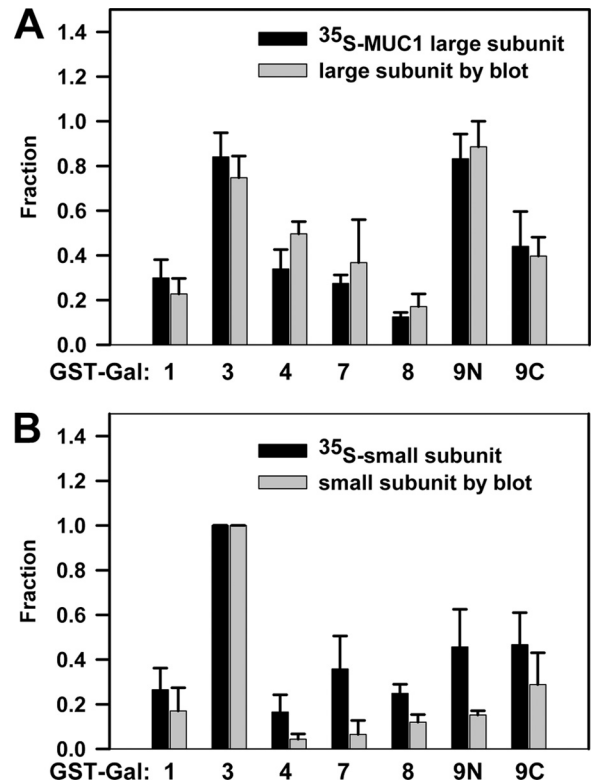 A
1.4
35S-MUC1 large subunit
1.2
large subunit by blot
1.0
Fraction
0.8
0.6
0.4
0.2
0.0
GST-Gal: 1 3 4 7 8 9N 9C
B
1.4
35S-small subunit
1.2
small subunit by blot
1.0
Fraction
0.8
0.6
0.4
0.2
0.0
GST-Gal: 1 3 4 7 8 9N 9C